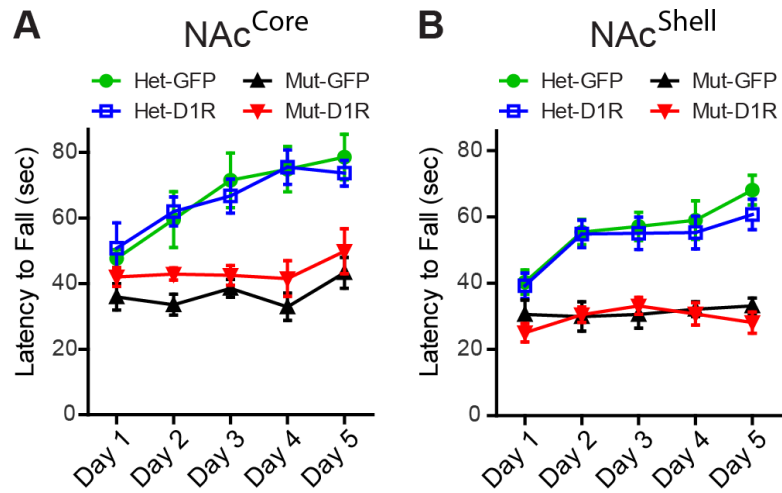 A NAc Core
Het-GFP Mut-GFP
Het-D1R Mut-D1R
Latency to Fall (sec)
80
60
40
20
0
Day 1 Day 2 Day 3 Day 4 Day 5
B NAc Shell
Het-GFP Mut-GFP
Het-D1R Mut-D1R
Latency to Fall (sec)
80
60
40
20
0
Day 1 Day 2 Day 3 Day 4 Day 5